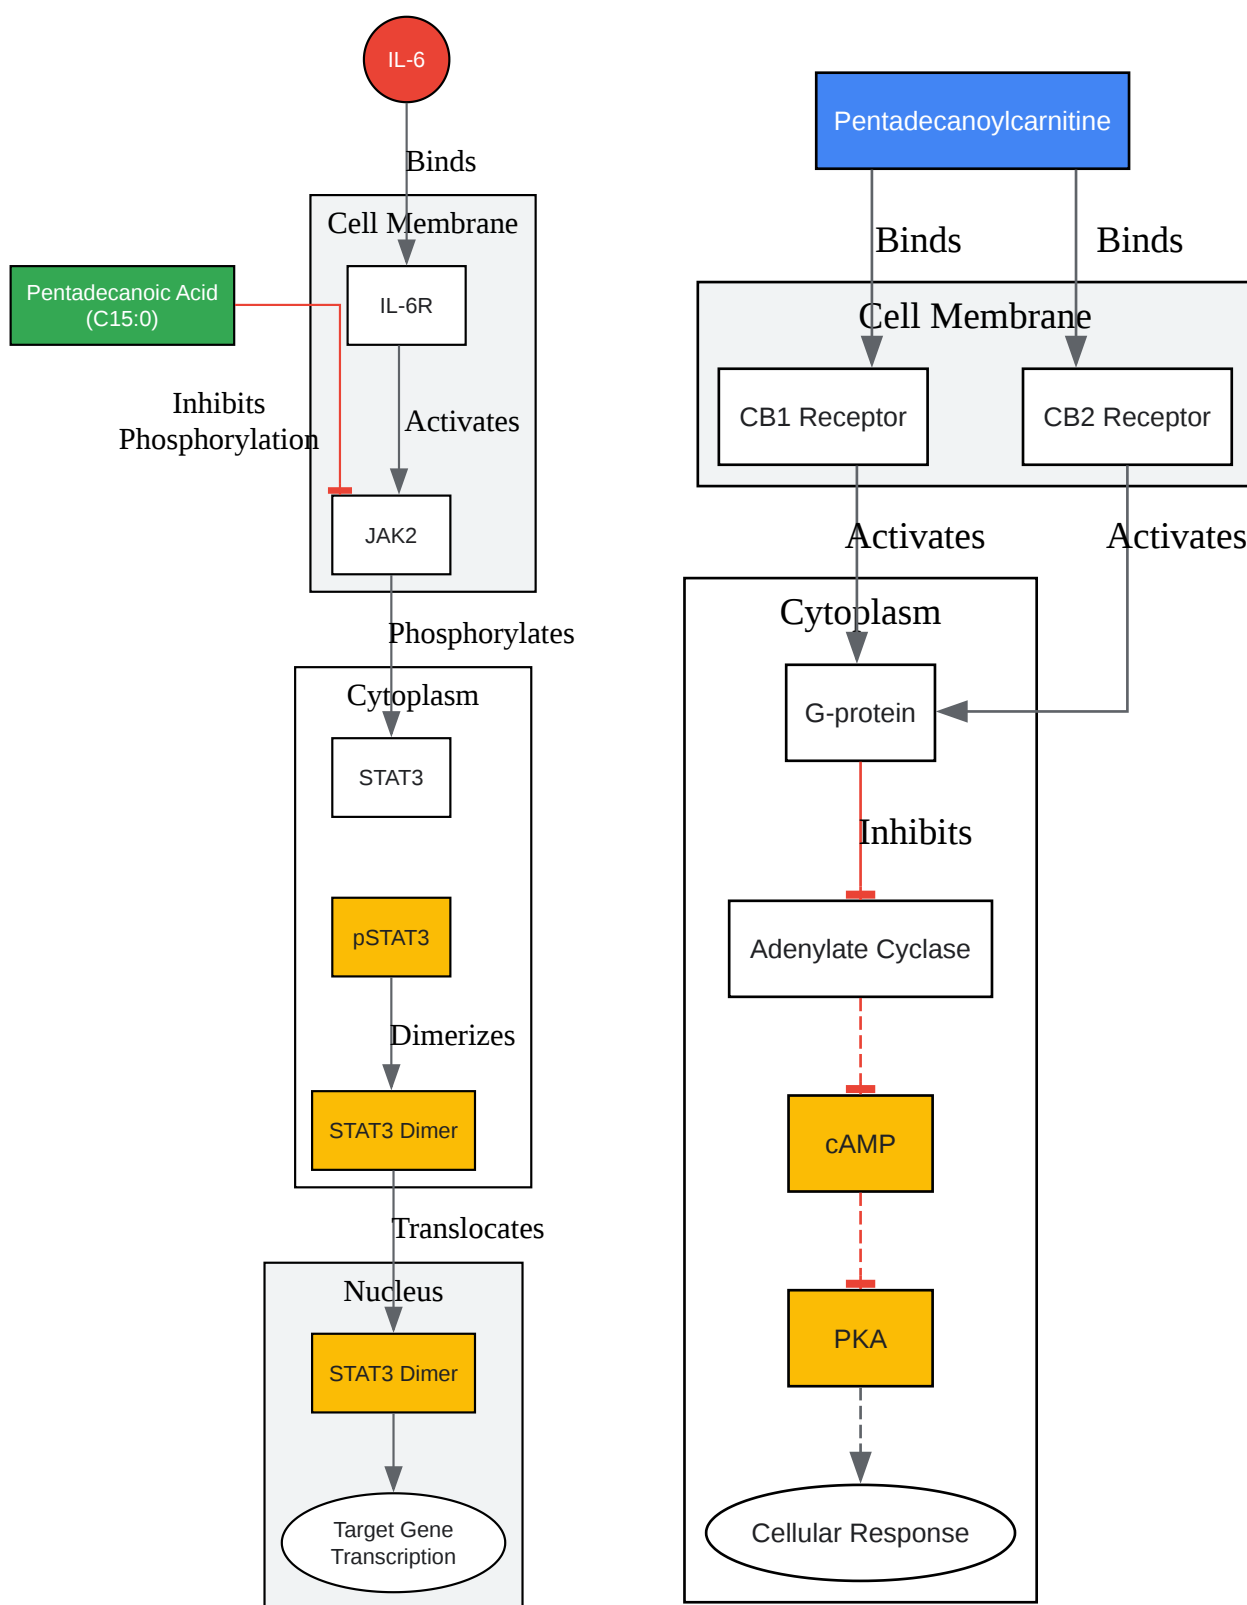 IL-6
Binds
Cell Membrane
Pentadecanoic Acid
(C15:0)
IL-6R
Inhibits
Phosphorylation
Activates
JAK2
Phosphorylates
Cytoplasm
STAT3
pSTAT3
Dimerizes
STAT3 Dimer
Translocates
Nucleus
STAT3 Dimer
Target Gene
Transcription
Pentadecanoylcarnitine
Binds
Binds
Cell Membrane
CB1 Receptor
CB2 Receptor
Activates
Activates
Cytoplasm
G-protein
Inhibits
Adenylate Cyclase
cAMP
PKA
Cellular Response